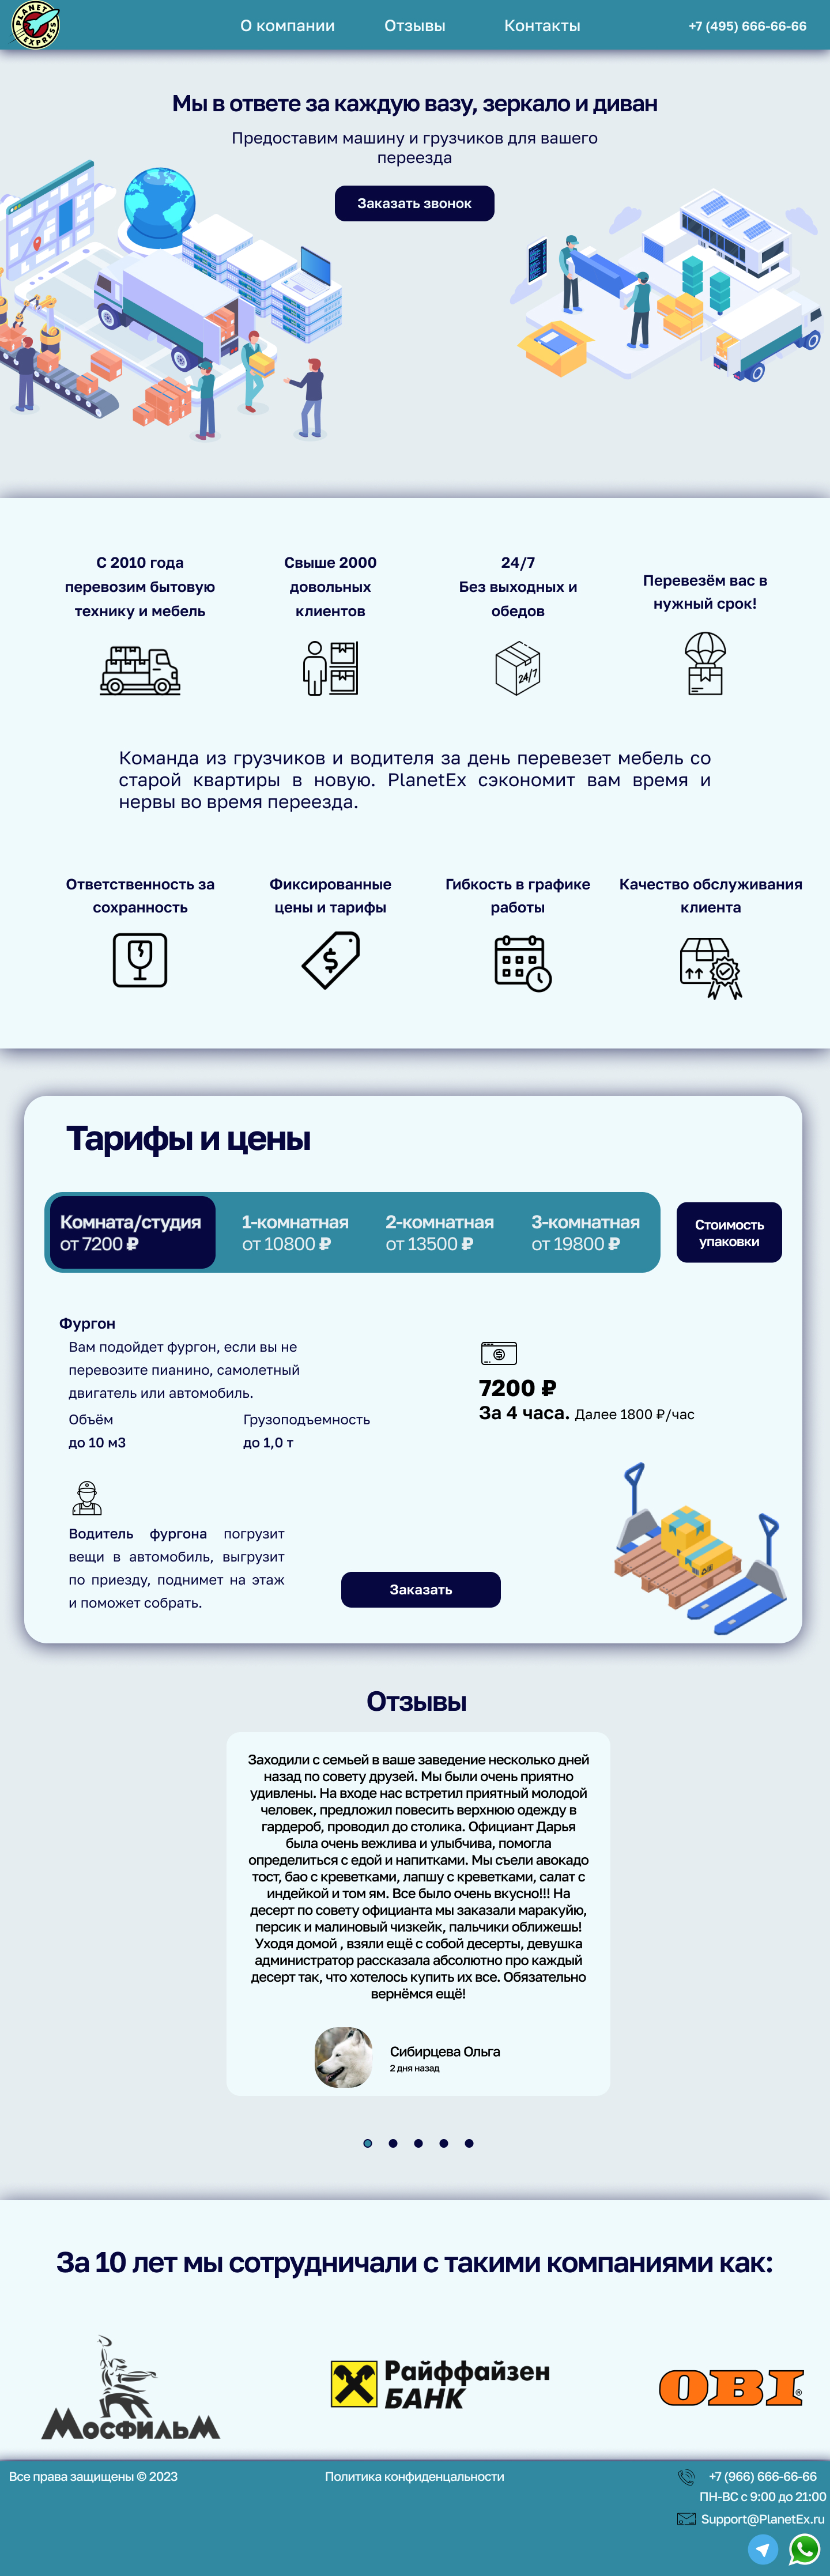 PLANET EXPRESS
О компании
Отзывы
Контакты
+7 (495) 666-66-66
Мы в ответе за каждую вазу, зеркало и диван
Предоставим машину и грузчиков для вашего
переезда
Заказать звонок
С 2010 года
перевозим бытовую
технику и мебель
Свыше 2000
довольных
клиентов
24/7
Без выходных и
обедов
Перевезём вас в
нужный срок!
24/7
Команда из грузчиков и водителя за день перевезет мебель со
старой квартиры в новую. PlanetEx сэкономит вам время и
нервы во время переезда.
Ответственность за
сохранность
Фиксированные
цены и тарифы
Гибкость в графике
работы
Качество обслуживания
клиента
Тарифы и цены
Комната/студия
от 7200 ₽
1-комнатная
от 10800 ₽
2-комнатная
от 13500 ₽
3-комнатная
от 19800 ₽
Стоимость
упаковки
Фургон
Вам подойдет фургон, если вы не
перевозите пианино, самолетный
двигатель или автомобиль.
Объём
до 10 м3
Грузоподъемность
до 1,0 т
7200 ₽
За 4 часа. Далее 1800 ₽/час
Водитель фургона погрузит
вещи в автомобиль, выгрузит
по приезду, поднимет на этаж
и поможет собрать.
Заказать
Отзывы
Заходили с семьей в ваше заведение несколько дней
назад по совету друзей. Мы были очень приятно
удивлены. На входе нас встретил приятный молодой
человек, предложил повесить верхнюю одежду в
гардероб, проводил до столика. Официант Дарья
была очень вежлива и улыбчива, помогла
определиться с едой и напитками. Мы съели авокадо
тост, бао с креветками, лапшу с креветками, салат с
индейкой и том ям. Все было очень вкусно!!! На
десерт по совету официанта мы заказали маракуйю,
персик и малиновый чизкейк, пальчики оближешь!
Уходя домой , взяли ещё с собой десерты, девушка
администратор рассказала абсолютно про каждый
десерт так, что хотелось купить их все. Обязательно
вернёмся ещё!
Сибирцева Ольга
2 дня назад
За 10 лет мы сотрудничали с такими компаниями как:
Мосфильм
Райффайзен
БАНК
OBI®
Все права защищены © 2023
Политика конфиденцальности
+7 (966) 666-66-66
ПН-ВС с 9:00 до 21:00
Support@PlanetEx.ru